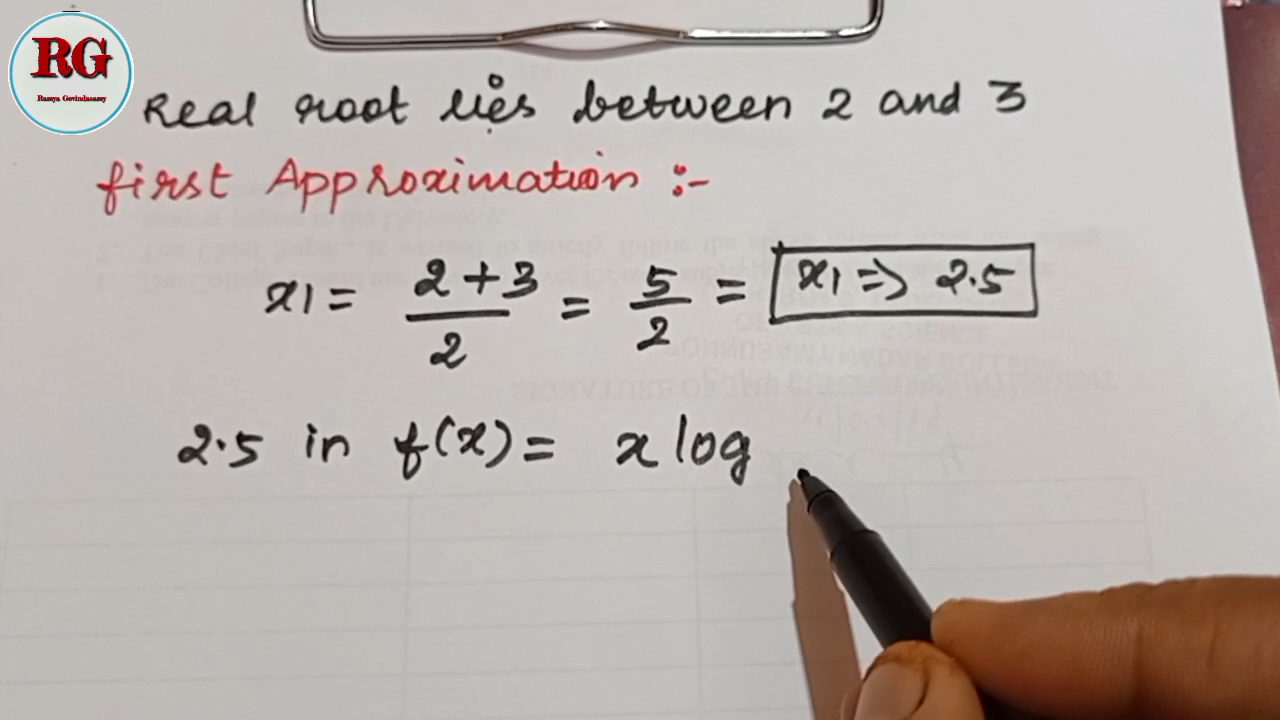 RG
Ramya Govindasamy
Real root lies between 2 and 3
first Approximation :-
x1 = 2+3/2 = 5/2 = x1 => 2.5
2.5 in f(x) = x log